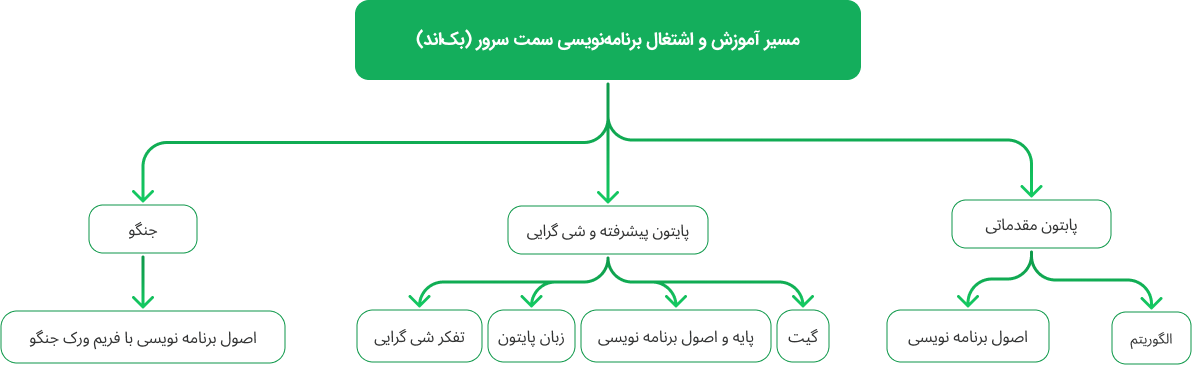 مسیر آموزش و اشتغال برنامه‌نویسی سمت سرور (بک‌اند)
پابتون مقدماتی
پایتون پیشرفته و شی گرایی
جنگو
الگوریتم
اصول برنامه نویسی
گیت
پایه و اصول برنامه نویسی
زبان پایتون
تفکر شی گرایی
اصول برنامه نویسی با فریم ورک جنگو